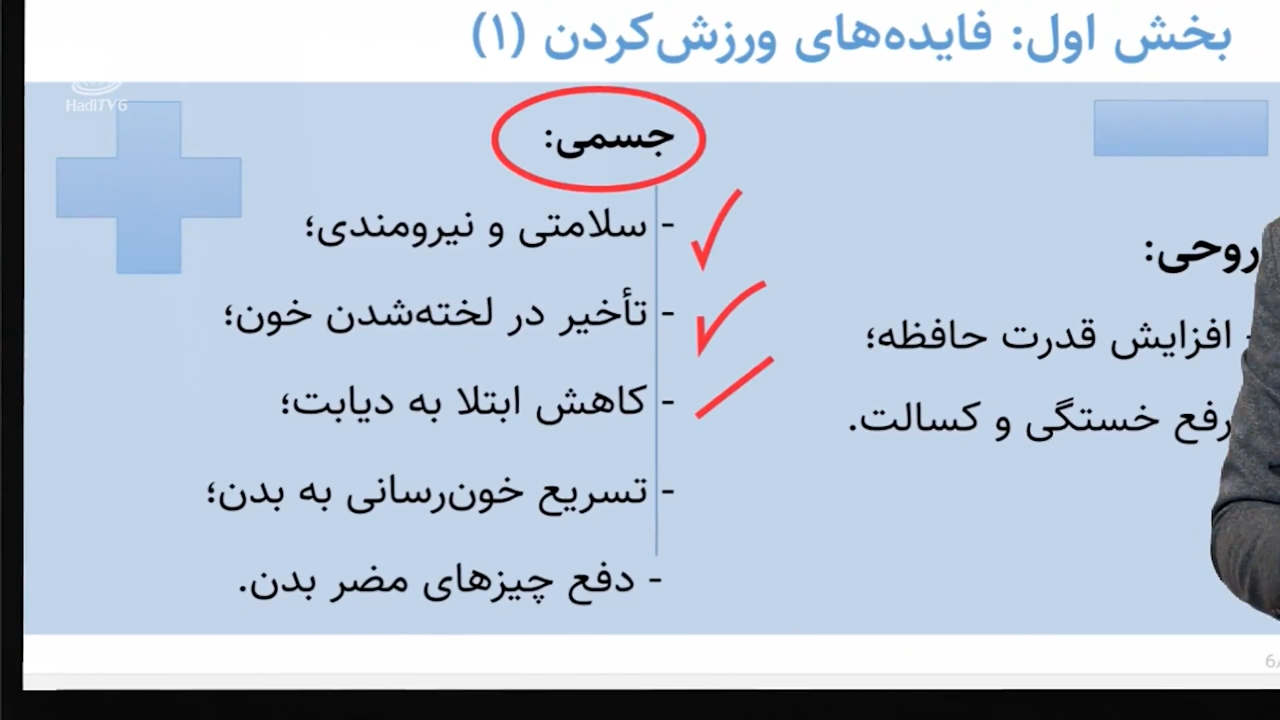 بخش اول: فایده‌های ورزش‌کردن (۱)
HadiTV6
روحی:
- افزایش قدرت حافظه؛
رفع خستگی و کسالت.
جسمی:
- سلامتی و نیرومندی؛
- تأخیر در لخته‌شدن خون؛
- کاهش ابتلا به دیابت؛
- تسریع خون‌رسانی به بدن؛
- دفع چیزهای مضر بدن.